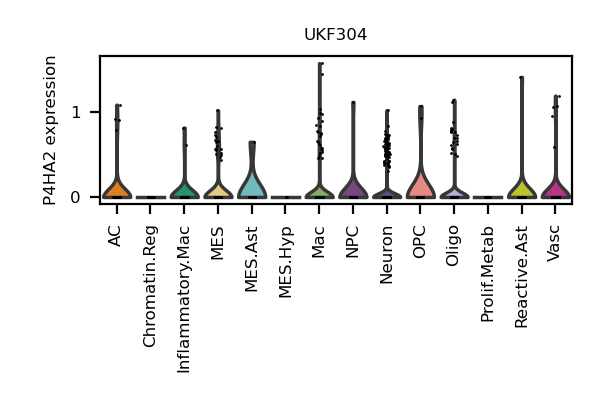 UKF304
P4HA2 expression
1
0
AC
Chromatin.Reg
Inflammatory.Mac
MES
MES.Ast
MES.Hyp
Mac
NPC
Neuron
OPC
Oligo
Prolif.Metab
Reactive.Ast
Vasc